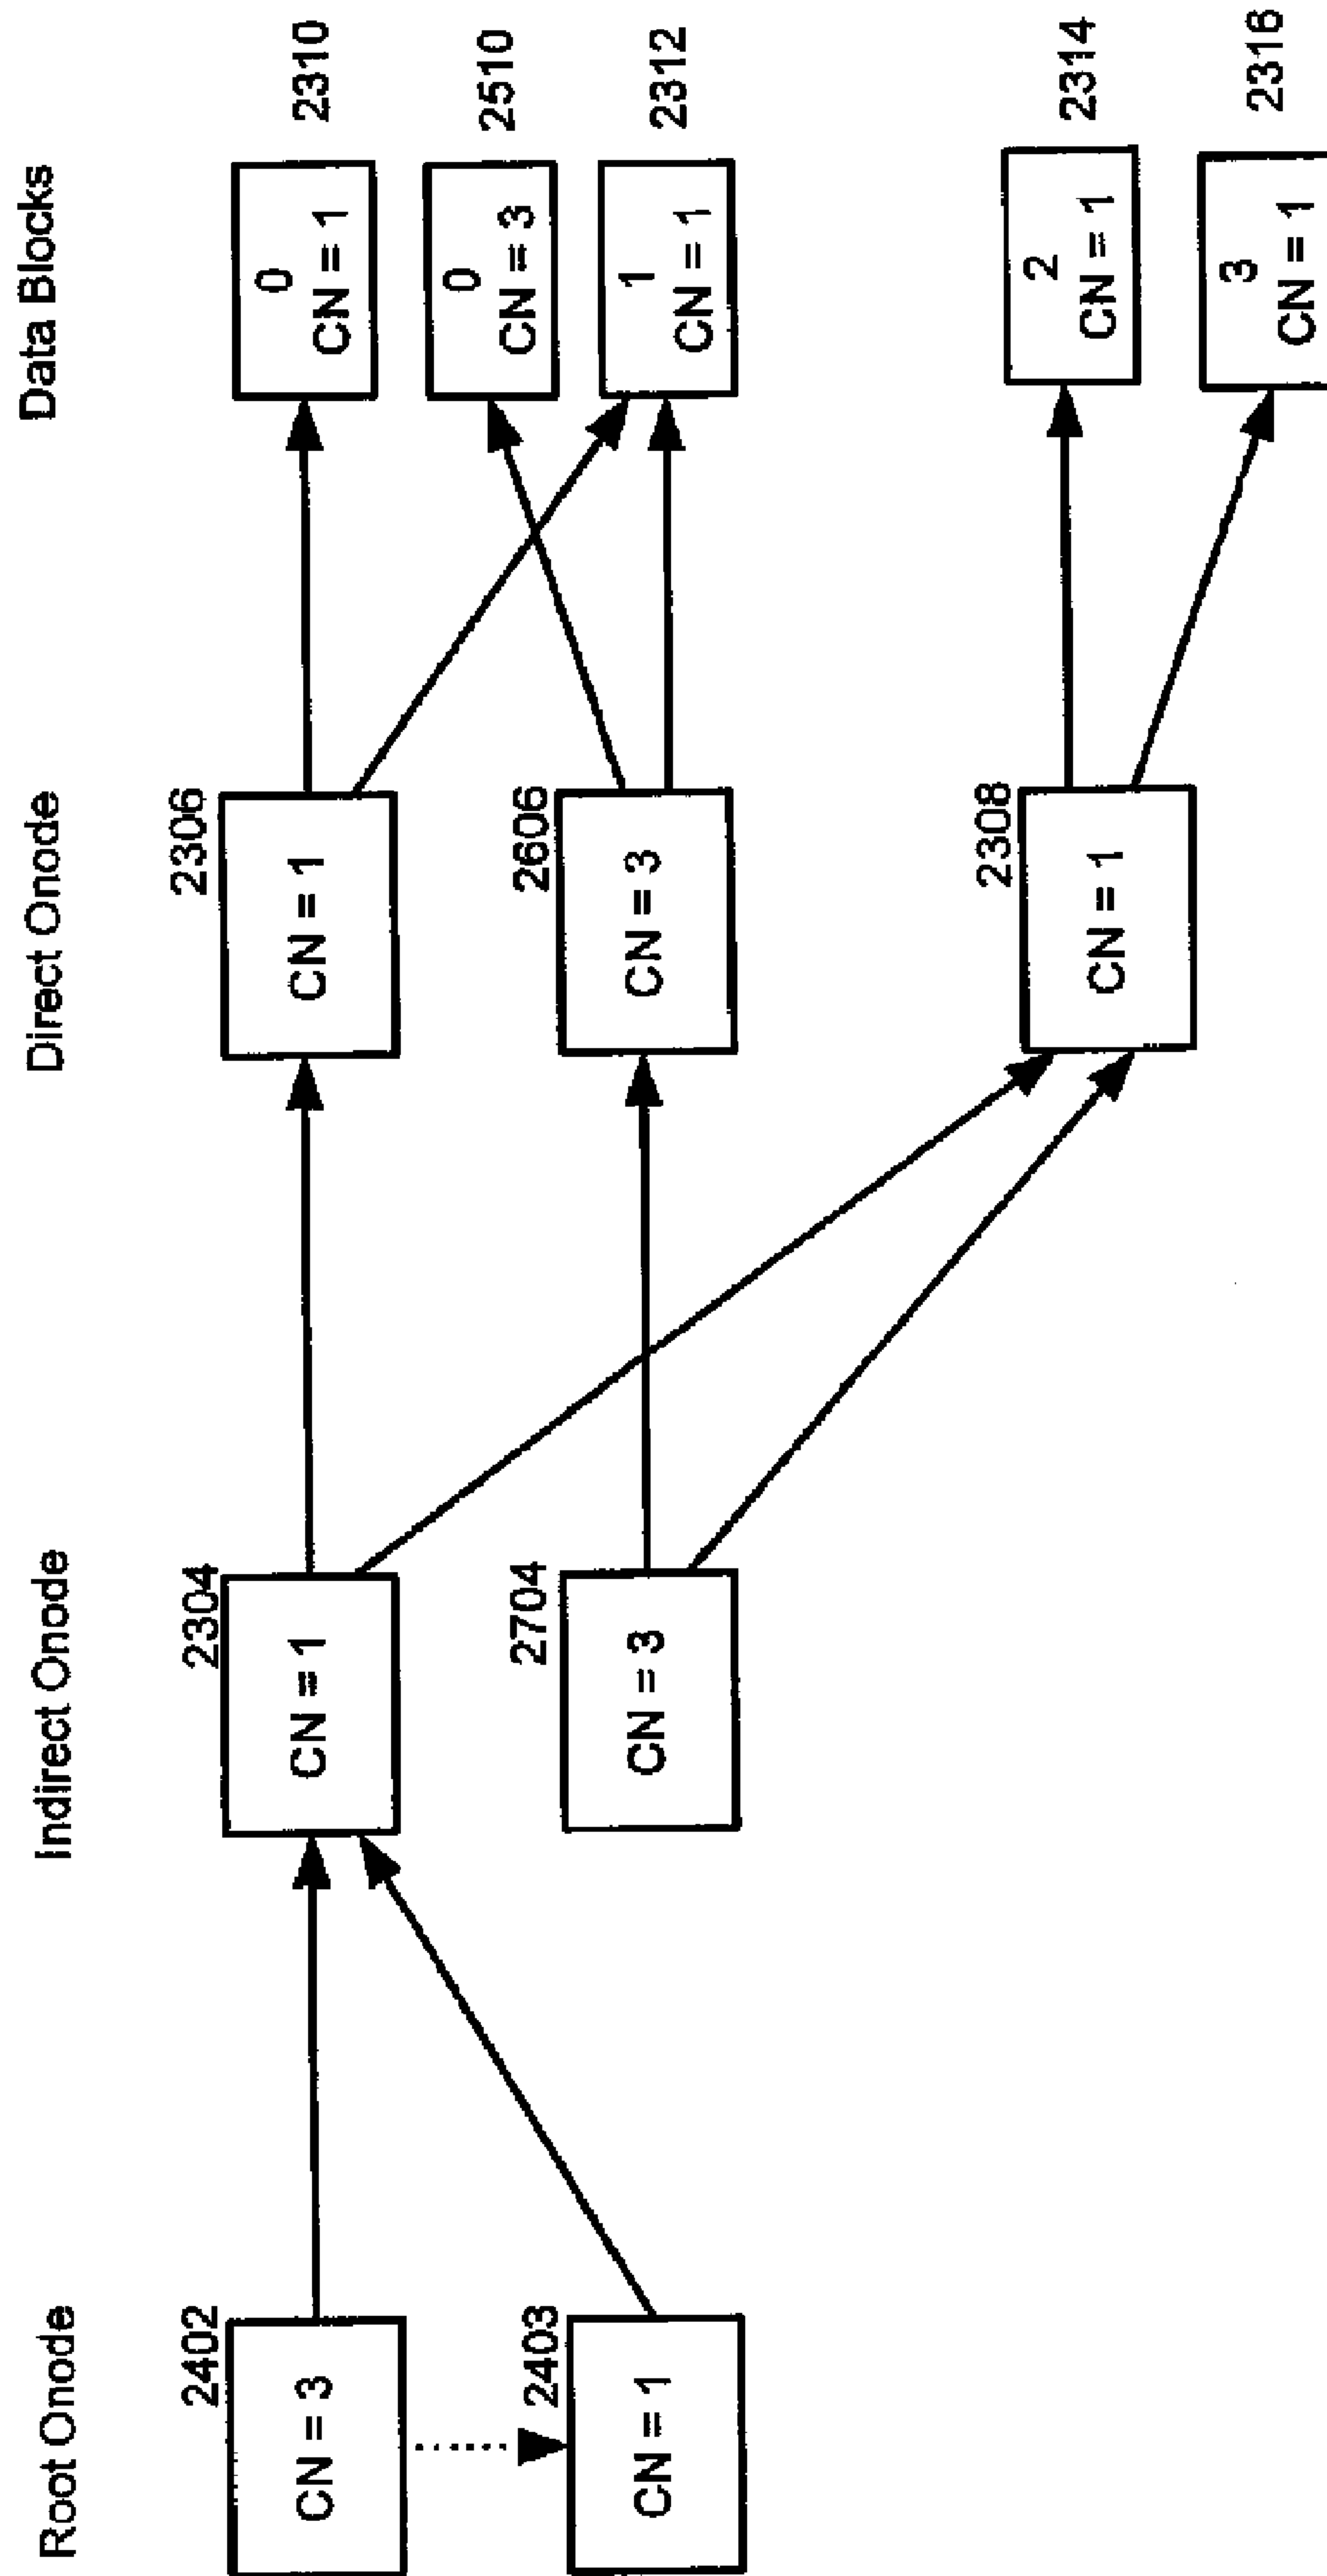 Root Onode
Indirect Onode
Direct Onode
Data Blocks
2402
CN = 3
2403
CN = 1
2304
CN = 1
2704
CN = 3
2306
CN = 1
2606
CN = 3
2308
CN = 1
0
CN = 1
2310
0
CN = 3
2510
1
CN = 1
2312
2
CN = 1
2314
3
CN = 1
2316